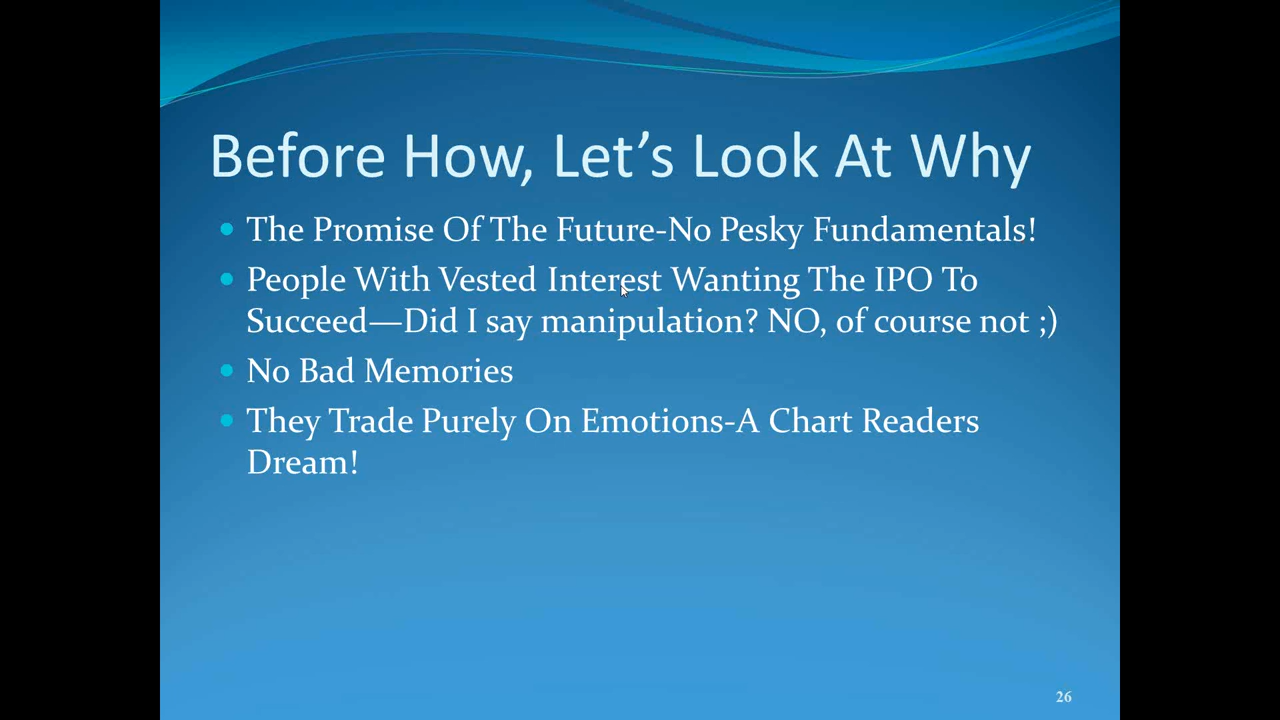 Before How, Let's Look At Why
The Promise Of The Future-No Pesky Fundamentals!
People With Vested Interest Wanting The IPO To
Succeed—Did I say manipulation? NO, of course not ;)
No Bad Memories
They Trade Purely On Emotions-A Chart Readers
Dream!
26